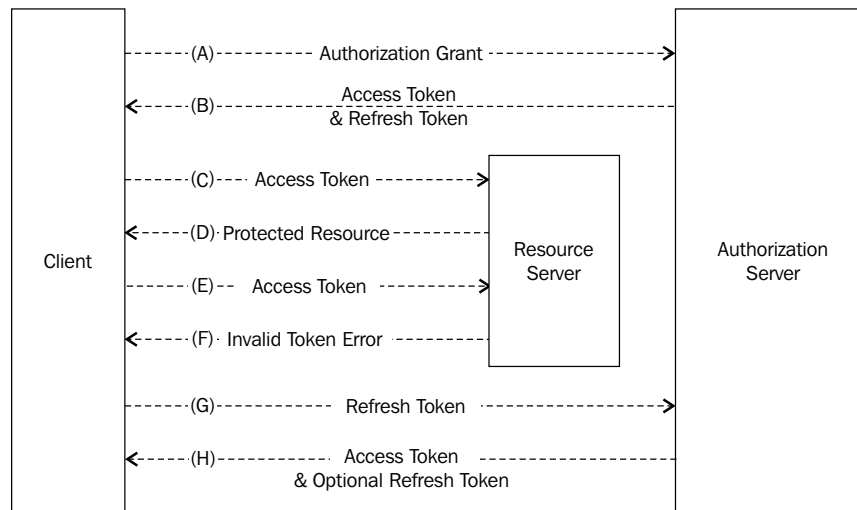 (A) Authorization Grant
(B) Access Token
& Refresh Token
(C) Access Token
(D) Protected Resource
Client
Resource
Server
Authorization
Server
(E) Access Token
(F) Invalid Token Error
(G) Refresh Token
(H) Access Token
& Optional Refresh Token